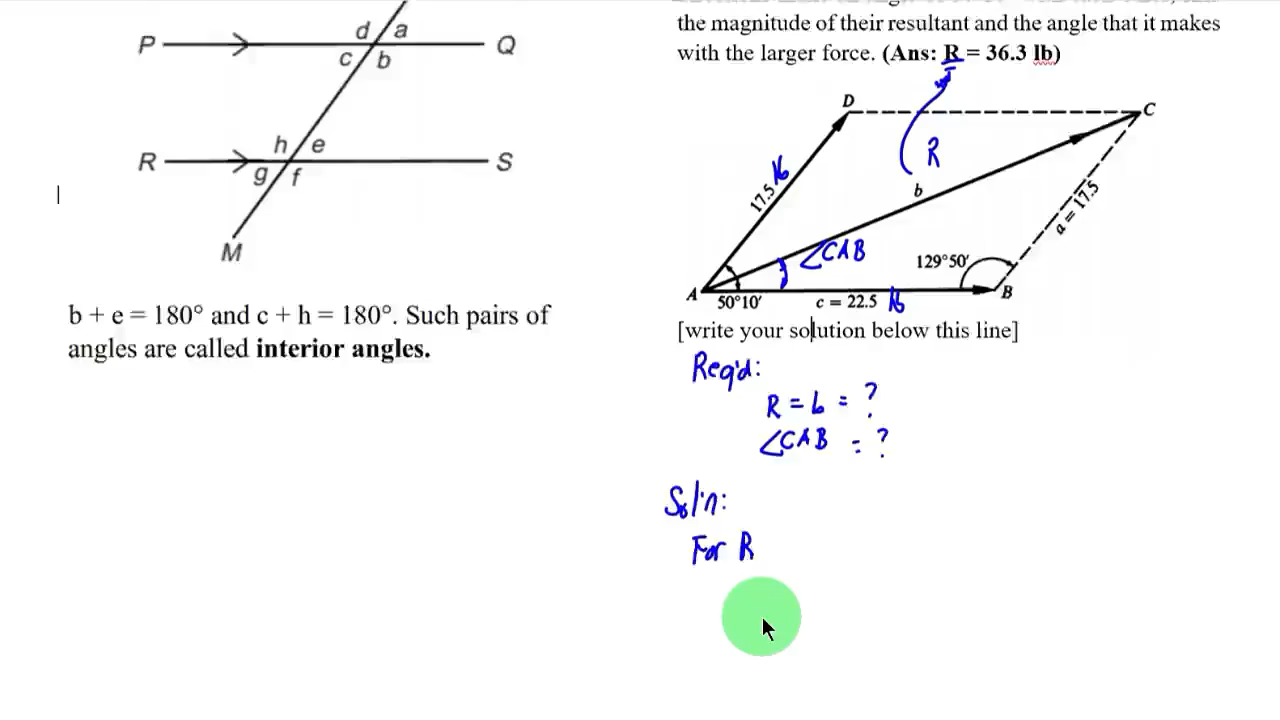 d a
P Q
c b
h e
R S
g f
M
b + e = 180° and c + h = 180°. Such pairs of
angles are called interior angles.
the magnitude of their resultant and the angle that it makes
with the larger force. (Ans: R = 36.3 lb)
D C
17.5 lb
R
b
a = 17.5
∠CAB
129°50'
A 50°10' c = 22.5 lb B
[write your solution below this line]
Req'd:
R = b = ?
∠CAB = ?
Sol'n:
For R